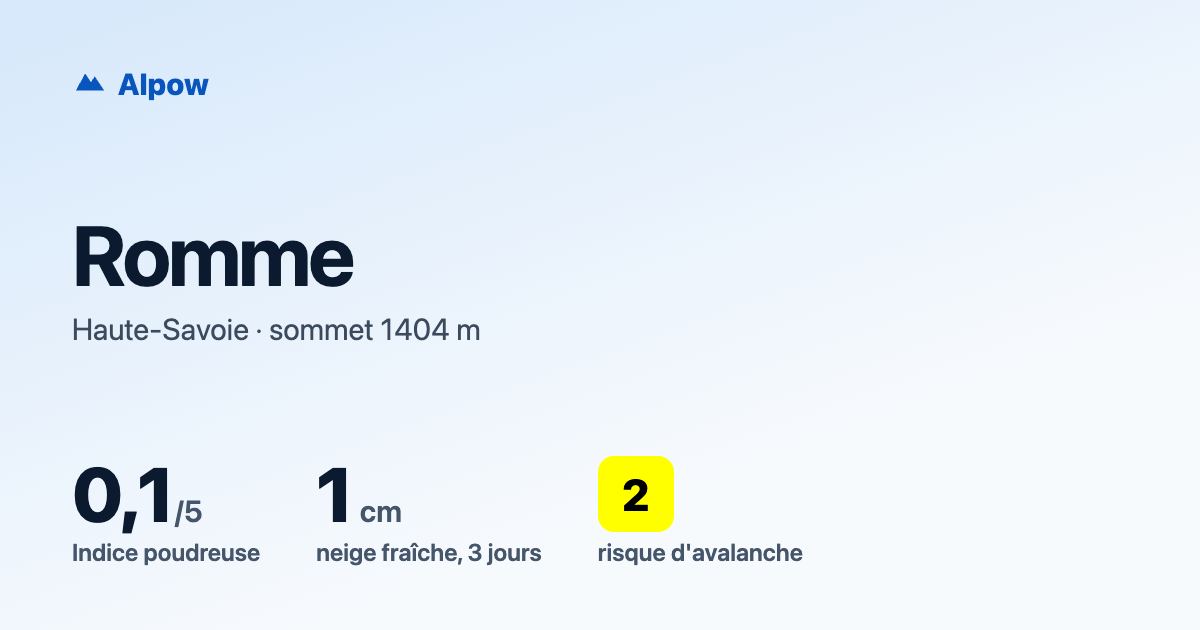 Alpow
Romme
Haute-Savoie · sommet 1404 m
0,1/5
Indice poudreuse
1 cm
neige fraîche, 3 jours
2
risque d'avalanche